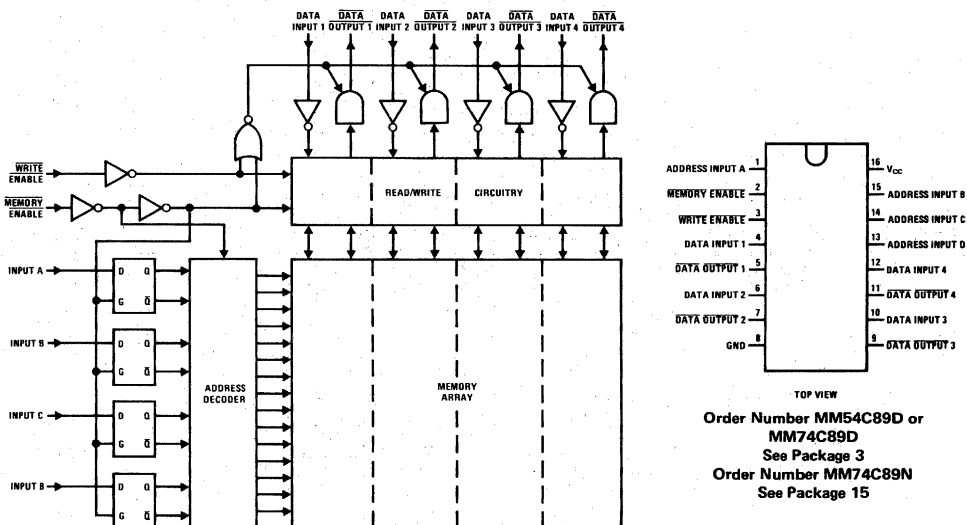 DATA INPUT 1
DATA OUTPUT 1
DATA INPUT 2
DATA OUTPUT 2
DATA INPUT 3
DATA OUTPUT 3
DATA INPUT 4
DATA OUTPUT 4
WRITE ENABLE
MEMORY ENABLE
READ/WRITE CIRCUITRY
INPUT A
D Q
G Q̅
INPUT B
D Q
G Q̅
INPUT C
D Q
G Q̅
INPUT B
D Q
G Q̅
ADDRESS DECODER
MEMORY ARRAY
ADDRESS INPUT A 1
MEMORY ENABLE 2
WRITE ENABLE 3
DATA INPUT 1 4
DATA OUTPUT 1 5
DATA INPUT 2 6
DATA OUTPUT 2 7
GND 8
16 VCC
15 ADDRESS INPUT B
14 ADDRESS INPUT C
13 ADDRESS INPUT D
12 DATA INPUT 4
11 DATA OUTPUT 4
10 DATA INPUT 3
9 DATA OUTPUT 3
TOP VIEW
Order Number MM54C89D or
MM74C89D
See Package 3
Order Number MM74C89N
See Package 15